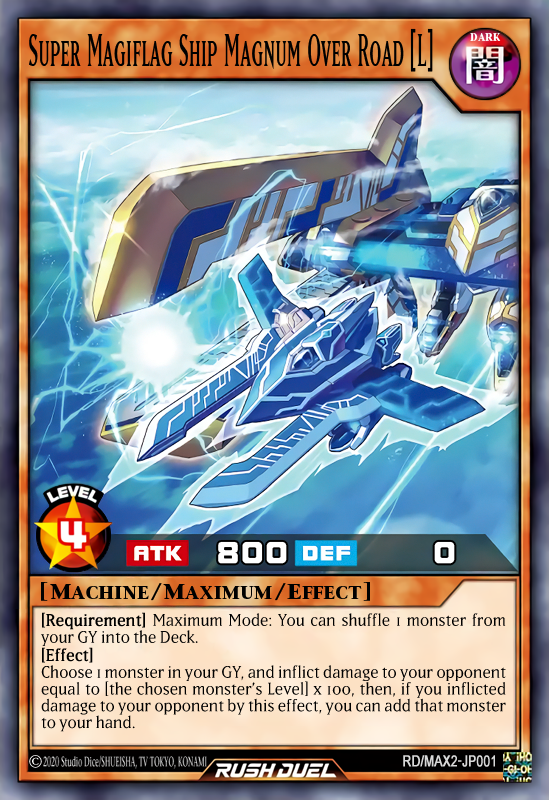 Super Magiflag Ship Magnum Over Road [L]
DARK
闇
LEVEL
4
ATK 800 DEF 0
[Machine/Maximum/Effect]
[Requirement] Maximum Mode: You can shuffle 1 monster from
your GY into the Deck.
[Effect]
Choose 1 monster in your GY, and inflict damage to your opponent
equal to [the chosen monster's Level] x 100, then, if you inflicted
damage to your opponent by this effect, you can add that monster
to your hand.
©2020 Studio Dice/SHUEISHA, TV TOKYO, KONAMI
RUSH DUEL
RD/MAX2-JP001